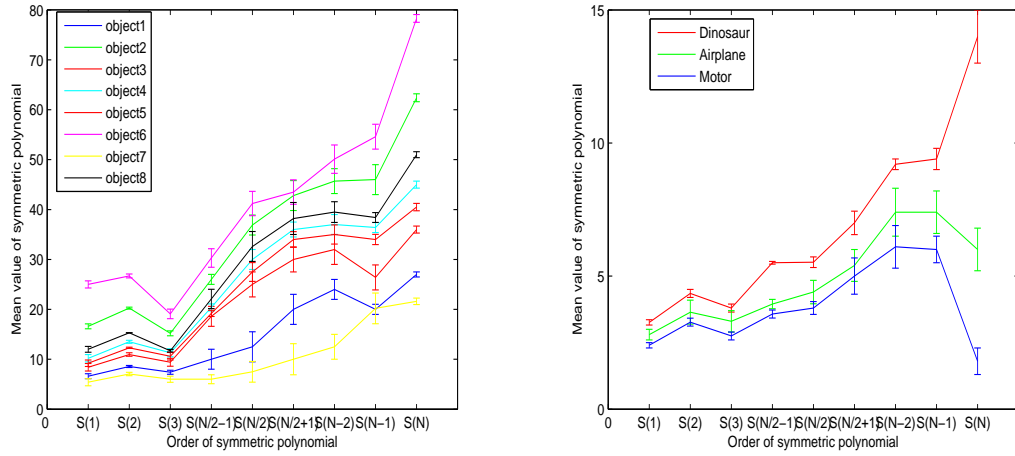 80
70
60
50
40
30
20
10
0
Mean value of symmetric polynomial
object1
object2
object3
object4
object5
object6
object7
object8
0 S(1) S(2) S(3) S(N/2−1) S(N/2) S(N/2+1) S(N−2) S(N−1) S(N)
Order of symmetric polynomial
15
10
5
0
Mean value of symmetric polynomial
Dinosaur
Airplane
Motor
0 S(1) S(2) S(3) S(N/2−1) S(N/2) S(N/2+1) S(N−2) S(N−1) S(N)
Order of symmetric polynomial